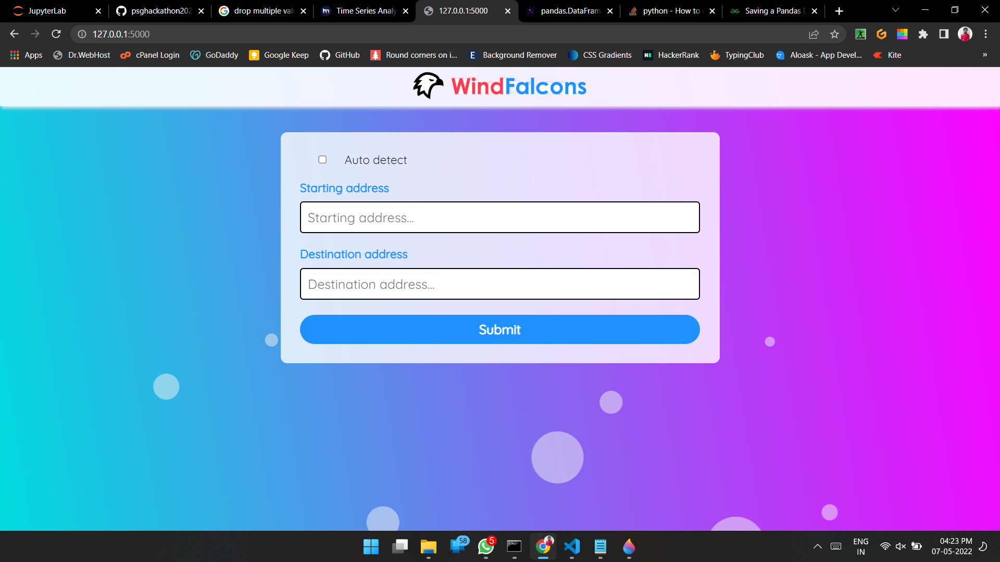 JupyterLab
psghackathon202
drop multiple val
Time Series Analy
127.0.0.1:5000
pandas.DataFram
python - How to
Saving a Pandas D
127.0.0.1:5000
Apps
Dr.WebHost
cPanel Login
GoDaddy
Google Keep
GitHub
Round corners on i...
Background Remover
CSS Gradients
HackerRank
TypingClub
Aloask - App Devel...
Kite
»
WindFalcons
Auto detect
Starting address
Starting address...
Destination address
Destination address...
Submit
58
5
ENG
IN
04:23 PM
07-05-2022